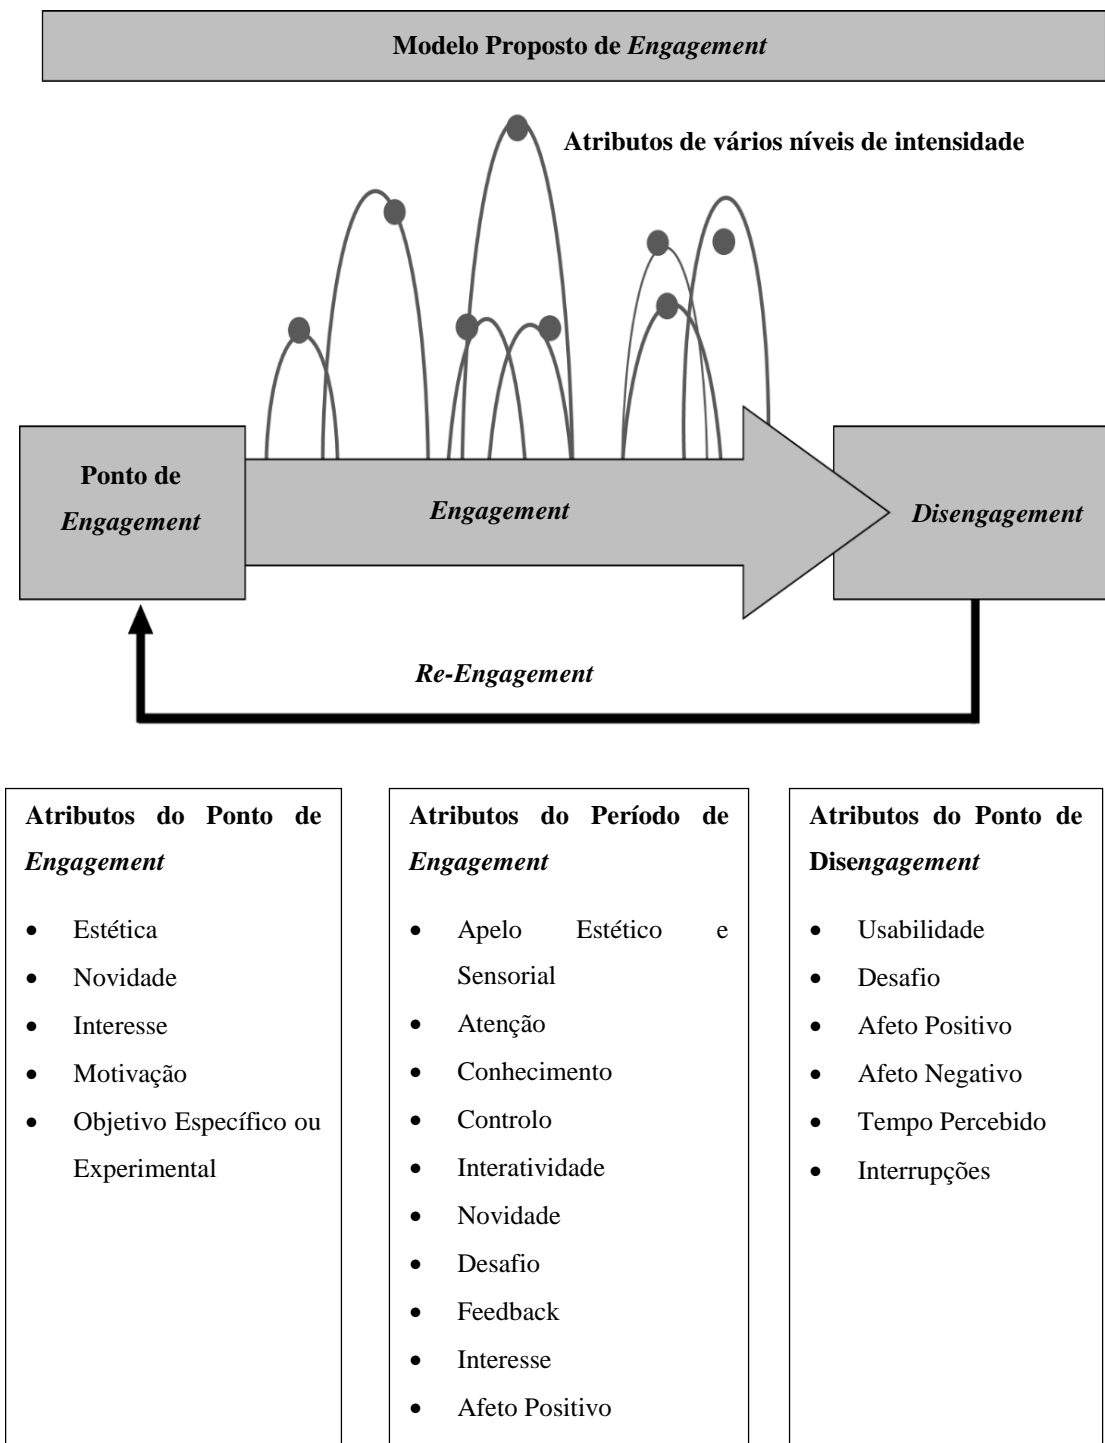 Modelo Proposto de Engagement
Atributos de vários níveis de intensidade
Ponto de
Engagement
Engagement
Disengagement
Re-Engagement
Atributos do Ponto de
Engagement
• Estética
• Novidade
• Interesse
• Motivação
• Objetivo Específico ou
Experimental
Atributos do Período de
Engagement
• Apelo Estético e
Sensorial
• Atenção
• Conhecimento
• Controlo
• Interatividade
• Novidade
• Desafio
• Feedback
• Interesse
• Afeto Positivo
Atributos do Ponto de
Disengagement
• Usabilidade
• Desafio
• Afeto Positivo
• Afeto Negativo
• Tempo Percebido
• Interrupções